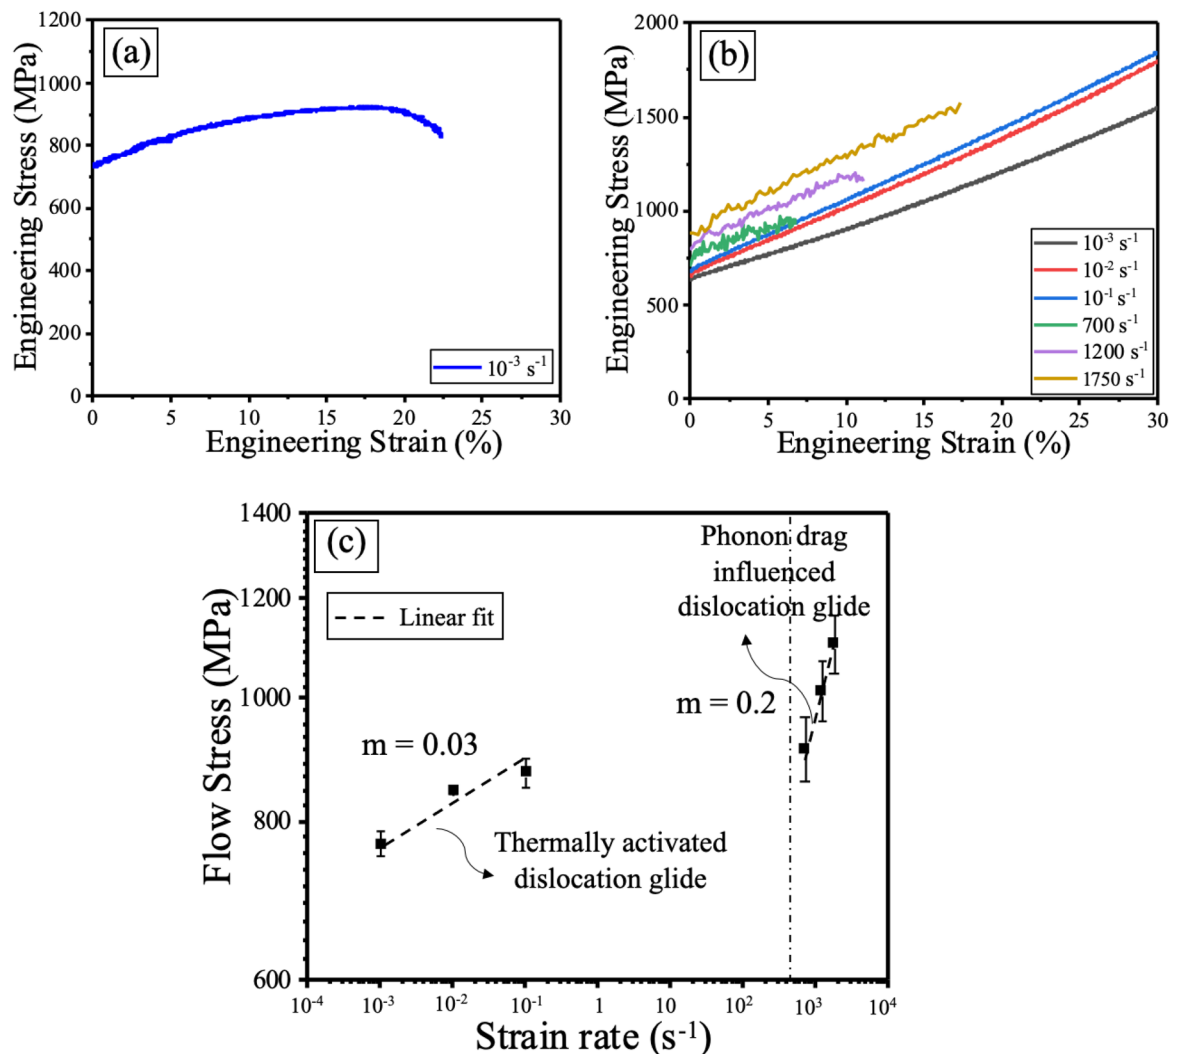 (a)
Engineering Stress (MPa)
1200
1000
800
600
400
200
0
0 5 10 15 20 25 30
Engineering Strain (%)
10⁻³ s⁻¹
(b)
Engineering Stress (MPa)
2000
1500
1000
500
0
0 5 10 15 20 25 30
Engineering Strain (%)
10⁻³ s⁻¹
10⁻² s⁻¹
10⁻¹ s⁻¹
700 s⁻¹
1200 s⁻¹
1750 s⁻¹
(c)
Flow Stress (MPa)
1400
1200
1000
800
600
Linear fit
Phonon drag
influenced
dislocation glide
m = 0.2
m = 0.03
Thermally activated
dislocation glide
10⁻⁴ 10⁻³ 10⁻² 10⁻¹ 1 10 10² 10³ 10⁴
Strain rate (s⁻¹)